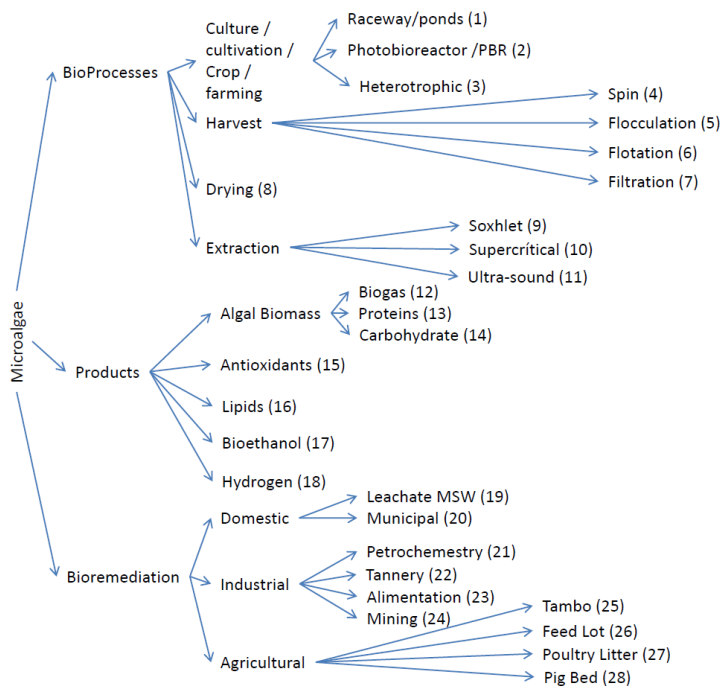 Microalgae
BioProcesses
Culture /
cultivation /
Crop /
farming
Raceway/ponds (1)
Photobioreactor /PBR (2)
Heterotrophic (3)
Harvest
Spin (4)
Flocculation (5)
Flotation (6)
Filtration (7)
Drying (8)
Extraction
Soxhlet (9)
Supercrítical (10)
Ultra-sound (11)
Products
Algal Biomass
Biogas (12)
Proteins (13)
Carbohydrate (14)
Antioxidants (15)
Lipids (16)
Bioethanol (17)
Hydrogen (18)
Bioremediation
Domestic
Leachate MSW (19)
Municipal (20)
Industrial
Petrochemestry (21)
Tannery (22)
Alimentation (23)
Mining (24)
Agricultural
Tambo (25)
Feed Lot (26)
Poultry Litter (27)
Pig Bed (28)